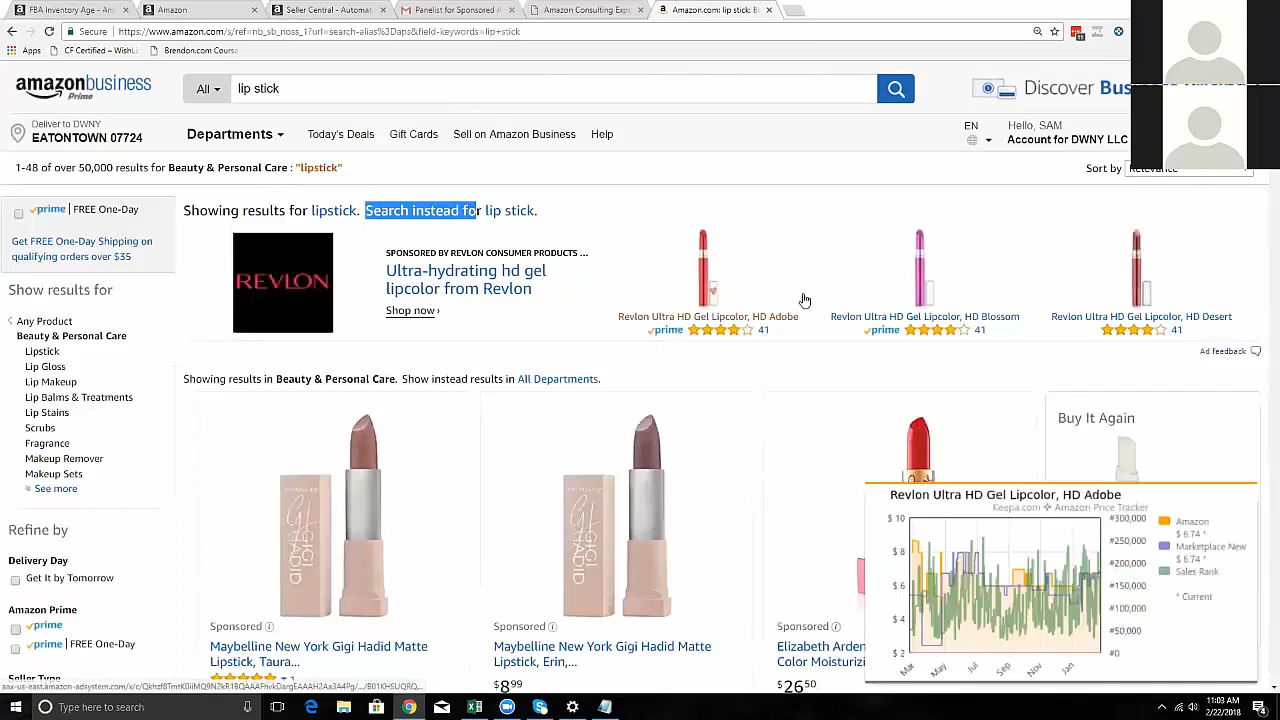 FBA Inventory Age - An
Amazon
Seller Central - Automat
Panelist for Sponsored A
Amazon Consulting Expe
Amazon.com: lip stick: B
Secure
https://www.amazon.com/s/ref=nb_sb_noss_1?url=search-alias%3Daps&field-keywords=lip+stick
Apps
CF Certified – WishLi
Brendon.com Course
amazonbusiness
Prime
All
lip stick
Discover Bus
Deliver to DWNY
EATONTOWN 07724
Departments
Today's Deals
Gift Cards
Sell on Amazon Business
Help
EN
Hello, SAM
Account for DWNY LLC
1-48 of over 50,000 results for Beauty & Personal Care : "lipstick"
Sort by
Relevance
prime | FREE One-Day
Get FREE One-Day Shipping on
qualifying orders over $35
Show results for
Any Product
Beauty & Personal Care
Lipstick
Lip Gloss
Lip Makeup
Lip Balms & Treatments
Lip Stains
Scrubs
Fragrance
Makeup Remover
Makeup Sets
See more
Refine by
Delivery Day
Get It by Tomorrow
Amazon Prime
prime
prime | FREE One-Day
Seller Type
Showing results for lipstick. Search instead for lip stick.
REVLON
SPONSORED BY REVLON CONSUMER PRODUCTS ...
Ultra-hydrating hd gel
lipcolor from Revlon
Shop now ›
Revlon Ultra HD Gel Lipcolor, HD Adobe
prime 41
Revlon Ultra HD Gel Lipcolor, HD Blossom
prime 41
Revlon Ultra HD Gel Lipcolor, HD Desert
41
Ad feedback
Showing results in Beauty & Personal Care. Show instead results in All Departments.
GIGI HADID
Sponsored
Maybelline New York Gigi Hadid Matte
Lipstick, Taura...
GIGI HADID
Sponsored
Maybelline New York Gigi Hadid Matte
Lipstick, Erin,...
$8 99
Sponsored
Elizabeth Arden
Color Moisturizi
$26 50
Buy It Again
Revlon Ultra HD Gel Lipcolor, HD Adobe
Keepa.com Amazon Price Tracker
$ 10
$ 8
$ 6
$ 4
$ 2
#300,000
#250,000
#200,000
#150,000
#100,000
#50,000
#0
Mar
May
Jul
Sep
Nov
Jan
Amazon
$ 6.74 *
Marketplace New
$ 6.74 *
Sales Rank
* Current
Type here to search
11:03 AM
2/22/2018